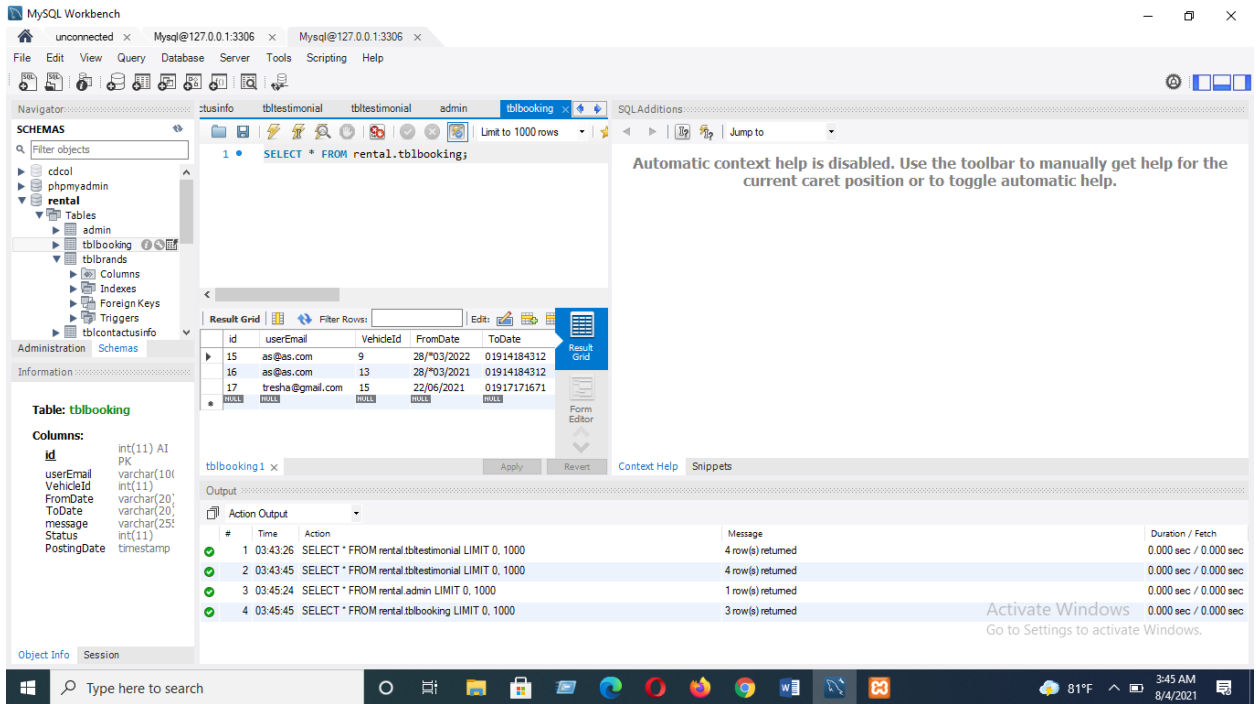 MySQL Workbench
unconnected × Mysql@127.0.0.1:3306 × Mysql@127.0.0.1:3306 ×
File Edit View Query Database Server Tools Scripting Help
Navigator
SCHEMAS
Filter objects
cdcol
phpmyadmin
rental
Tables
admin
tblbooking
tblbrands
Columns
Indexes
Foreign Keys
Triggers
tblcontactusinfo
Administration Schemas
Information
Table: tblbooking
Columns:
id int(11) AI
PK
userEmail varchar(100
VehicleId int(11)
FromDate varchar(20)
ToDate varchar(20)
message varchar(255
Status int(11)
PostingDate timestamp
Object Info Session
ctusinfo tbltestimonial tbltestimonial admin tblbooking ×
Limit to 1000 rows
1 SELECT * FROM rental.tblbooking;
Result Grid Filter Rows: Edit:
id userEmail VehicleId FromDate ToDate
15 as@as.com 9 28/*03/2022 01914184312
16 as@as.com 13 28/*03/2021 01914184312
17 tresha@gmail.com 15 22/06/2021 01917171671
* NULL NULL NULL NULL NULL
Result
Grid
Form
Editor
tblbooking 1 × Apply Revert
SQLAdditions
Jump to
Automatic context help is disabled. Use the toolbar to manually get help for the
current caret position or to toggle automatic help.
Context Help Snippets
Output
Action Output
# Time Action Message Duration / Fetch
1 03:43:26 SELECT * FROM rental.tbltestimonial LIMIT 0, 1000 4 row(s) returned 0.000 sec / 0.000 sec
2 03:43:45 SELECT * FROM rental.tbltestimonial LIMIT 0, 1000 4 row(s) returned 0.000 sec / 0.000 sec
3 03:45:24 SELECT * FROM rental.admin LIMIT 0, 1000 1 row(s) returned 0.000 sec / 0.000 sec
4 03:45:45 SELECT * FROM rental.tblbooking LIMIT 0, 1000 3 row(s) returned 0.000 sec / 0.000 sec
Activate Windows
Go to Settings to activate Windows.
Type here to search
81°F
3:45 AM
8/4/2021